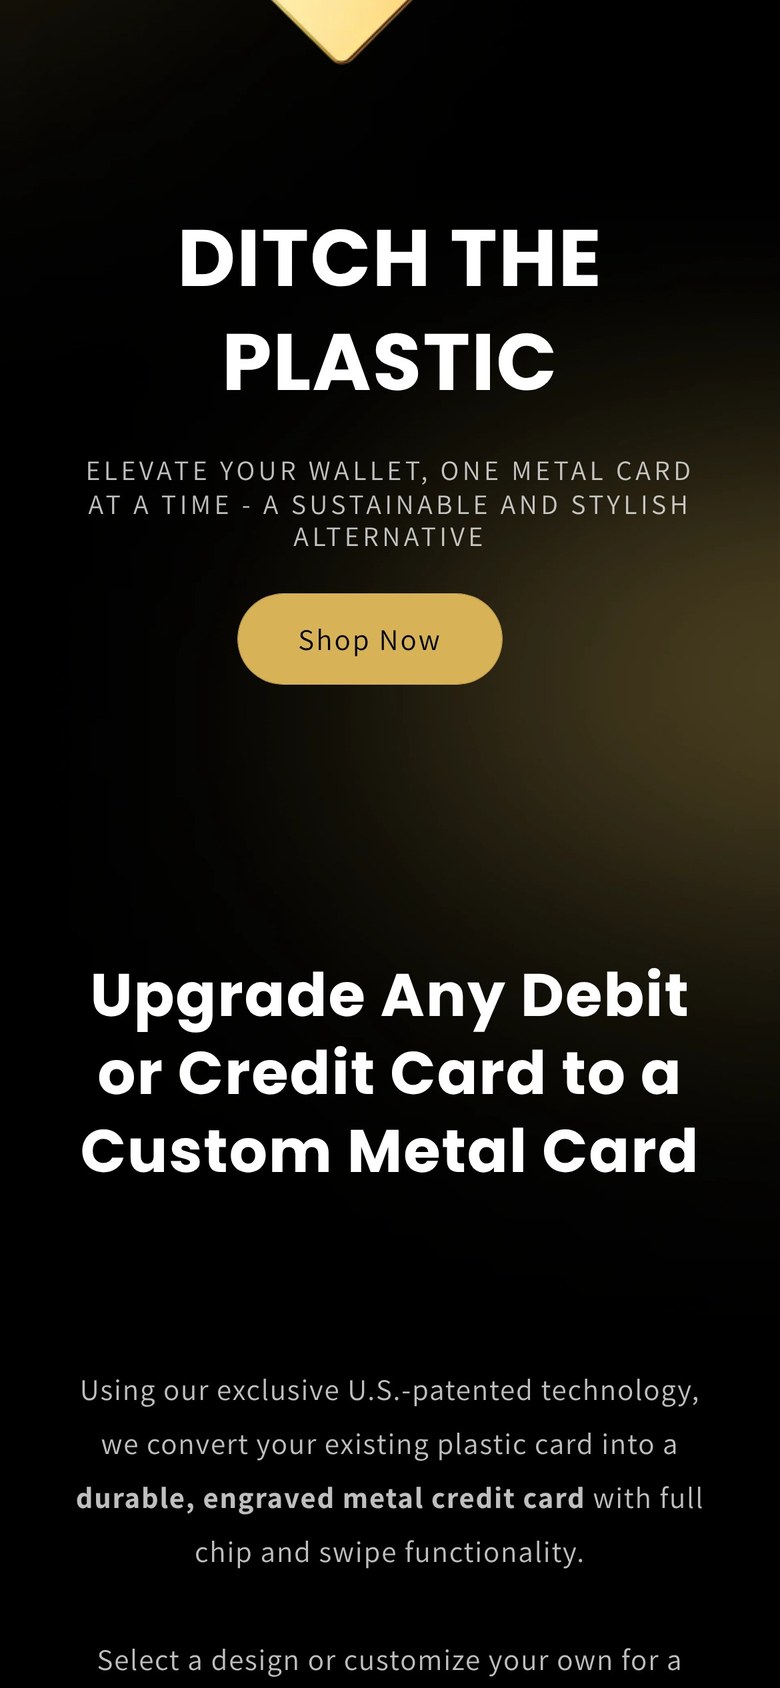 DITCH THE
PLASTIC
ELEVATE YOUR WALLET, ONE METAL CARD
AT A TIME - A SUSTAINABLE AND STYLISH
ALTERNATIVE
Shop Now
Upgrade Any Debit
or Credit Card to a
Custom Metal Card
Using our exclusive U.S.-patented technology,
we convert your existing plastic card into a
durable, engraved metal credit card with full
chip and swipe functionality.
Select a design or customize your own for a